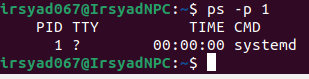 irsyad067@IrsyadNPC:~$ ps -p 1
    PID TTY          TIME CMD
      1 ?        00:00:00 systemd
irsyad067@IrsyadNPC:~$